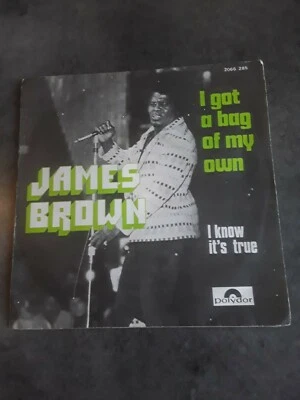 2066 285
I got
a bag
of my
own
JAMES
BROWN
I know
it's true
Polydor